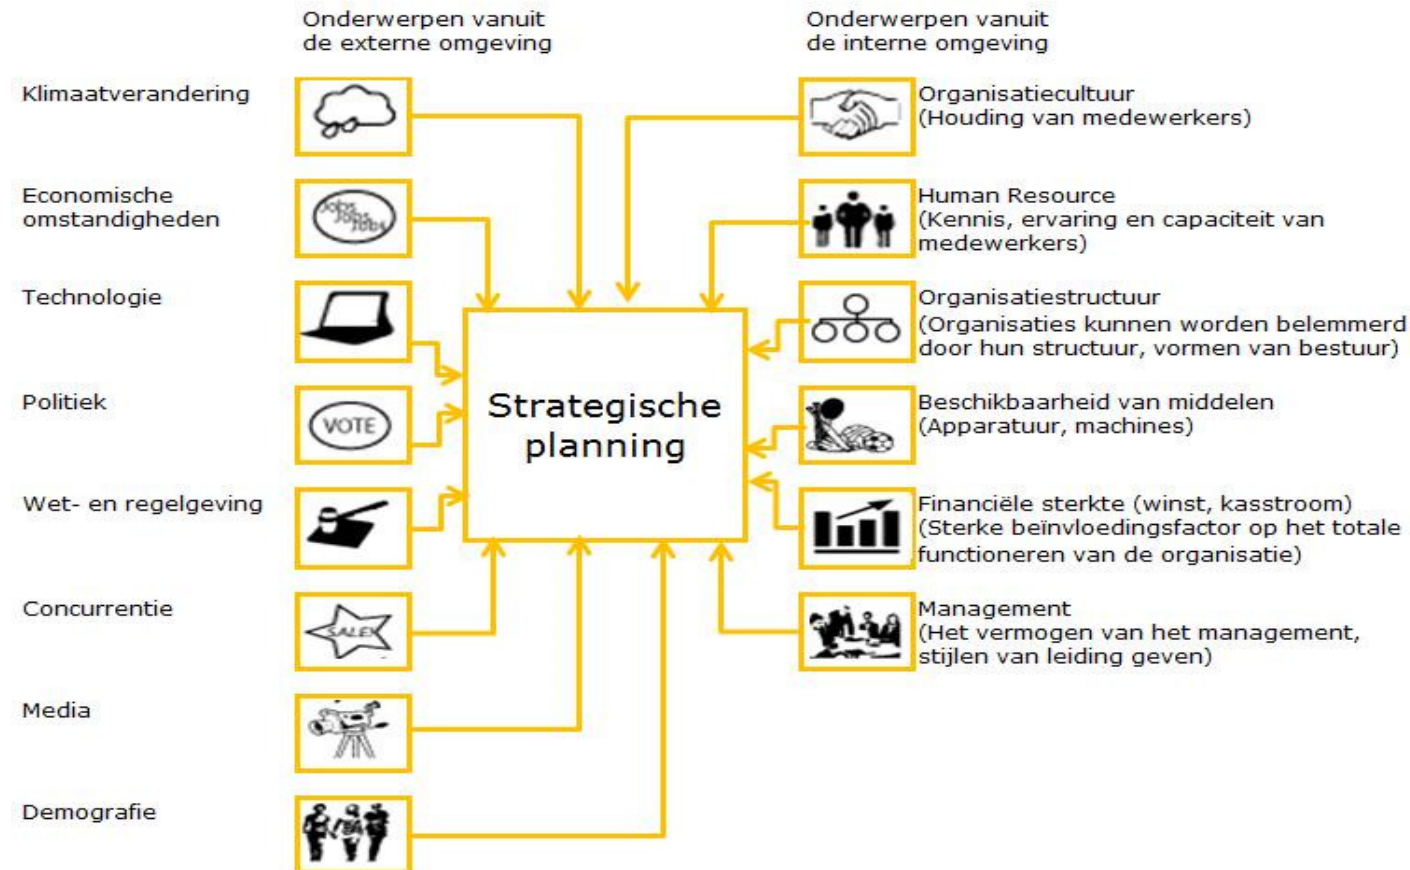 Onderwerpen vanuit
de externe omgeving
Onderwerpen vanuit
de interne omgeving
Klimaatverandering
Economische
omstandigheden
Jobs
Jobs
Jobs
Technologie
Politiek
VOTE
Wet- en regelgeving
Concurrentie
SALE
Media
Demografie
Strategische
planning
Organisatiecultuur
(Houding van medewerkers)
Human Resource
(Kennis, ervaring en capaciteit van
medewerkers)
Organisatiestructuur
(Organisaties kunnen worden belemmerd
door hun structuur, vormen van bestuur)
Beschikbaarheid van middelen
(Apparatuur, machines)
Financiële sterkte (winst, kasstroom)
(Sterke beïnvloedingsfactor op het totale
functioneren van de organisatie)
Management
(Het vermogen van het management,
stijlen van leiding geven)